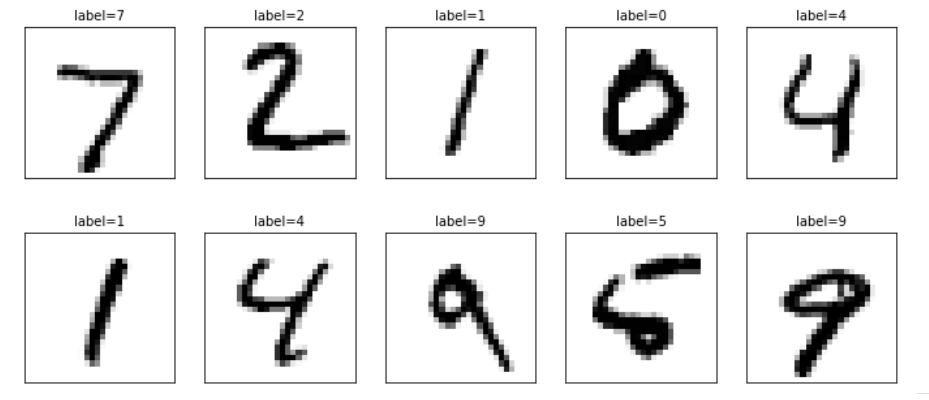 label=7 label=2 label=1 label=0 label=4
7 2 1 0 4
label=1 label=4 label=9 label=5 label=9
1 4 9 5 9